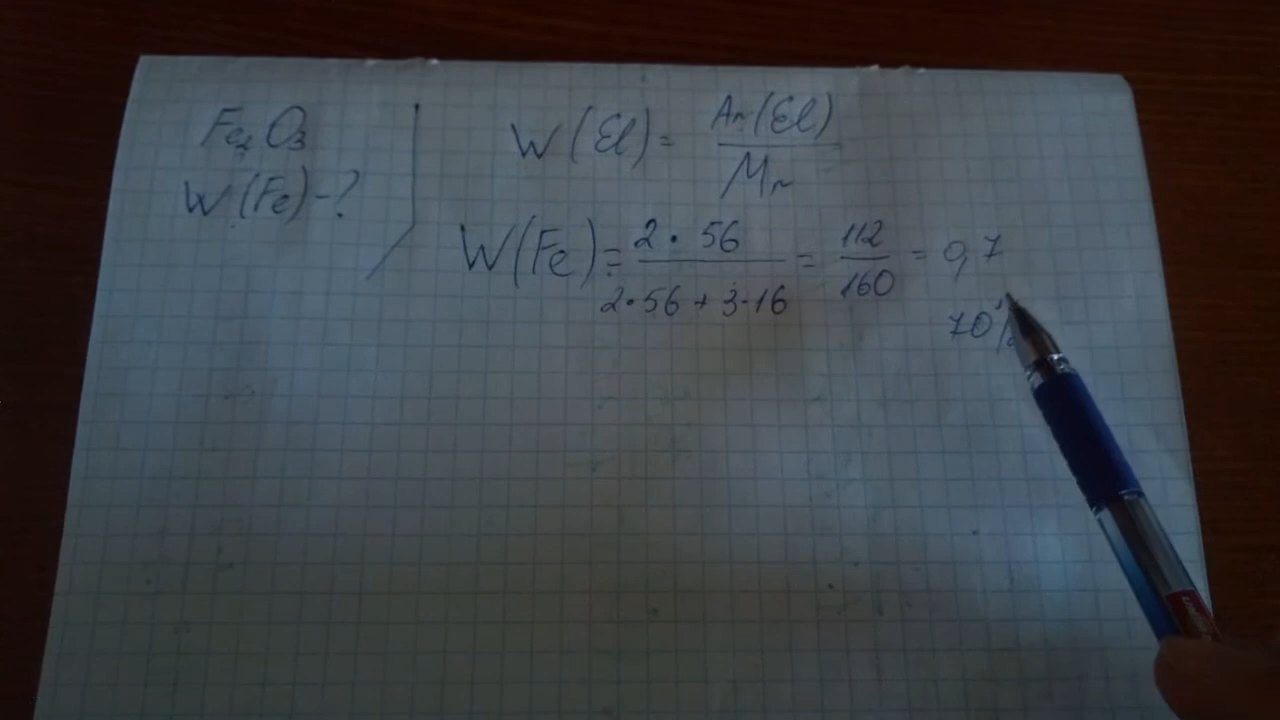 Fe₂O₃
W(Fe)-?
W(El)= Ar(El)/Mr
W(Fe)= 2·56/2·56+3·16 = 112/160 = 0,7
70%